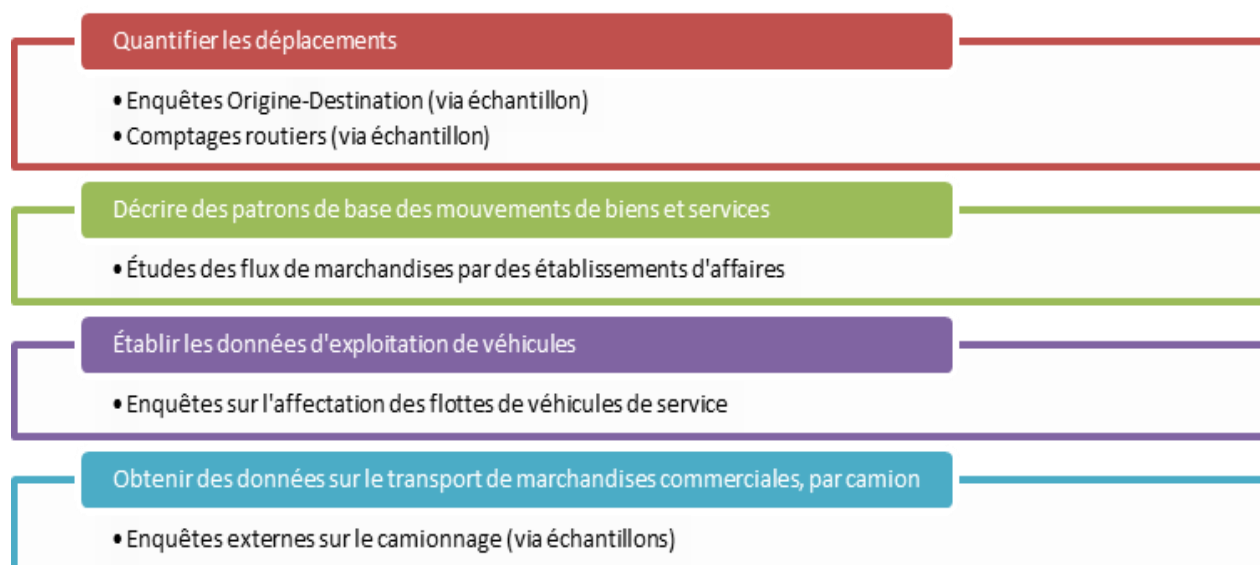 Quantifier les déplacements
• Enquêtes Origine-Destination (via échantillon)
• Comptages routiers (via échantillon)
Décrire des patrons de base des mouvements de biens et services
• Études des flux de marchandises par des établissements d'affaires
Établir les données d'exploitation de véhicules
• Enquêtes sur l'affectation des flottes de véhicules de service
Obtenir des données sur le transport de marchandises commerciales, par camion
• Enquêtes externes sur le camionnage (via échantillons)